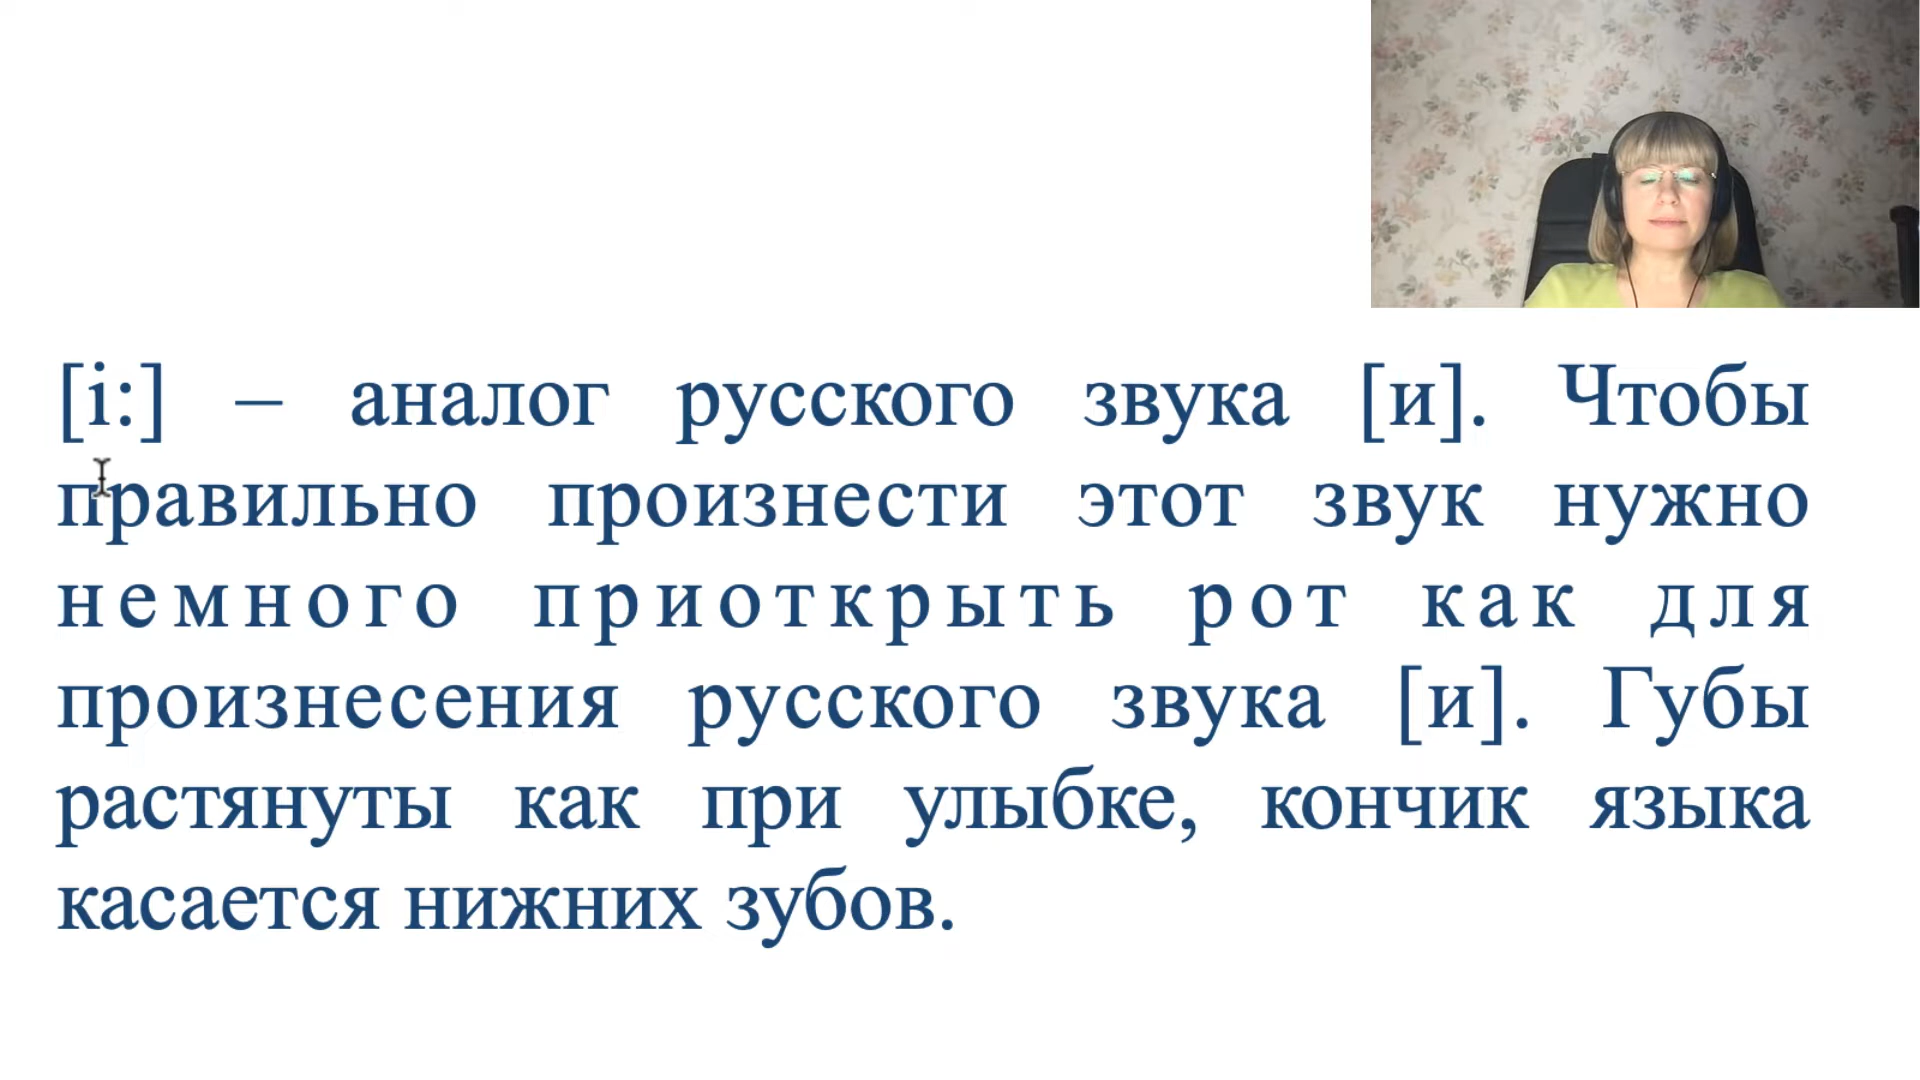 [i:] – аналог русского звука [и]. Чтобы
правильно произнести этот звук нужно
немного приоткрыть рот как для
произнесения русского звука [и]. Губы
растянуты как при улыбке, кончик языка
касается нижних зубов.